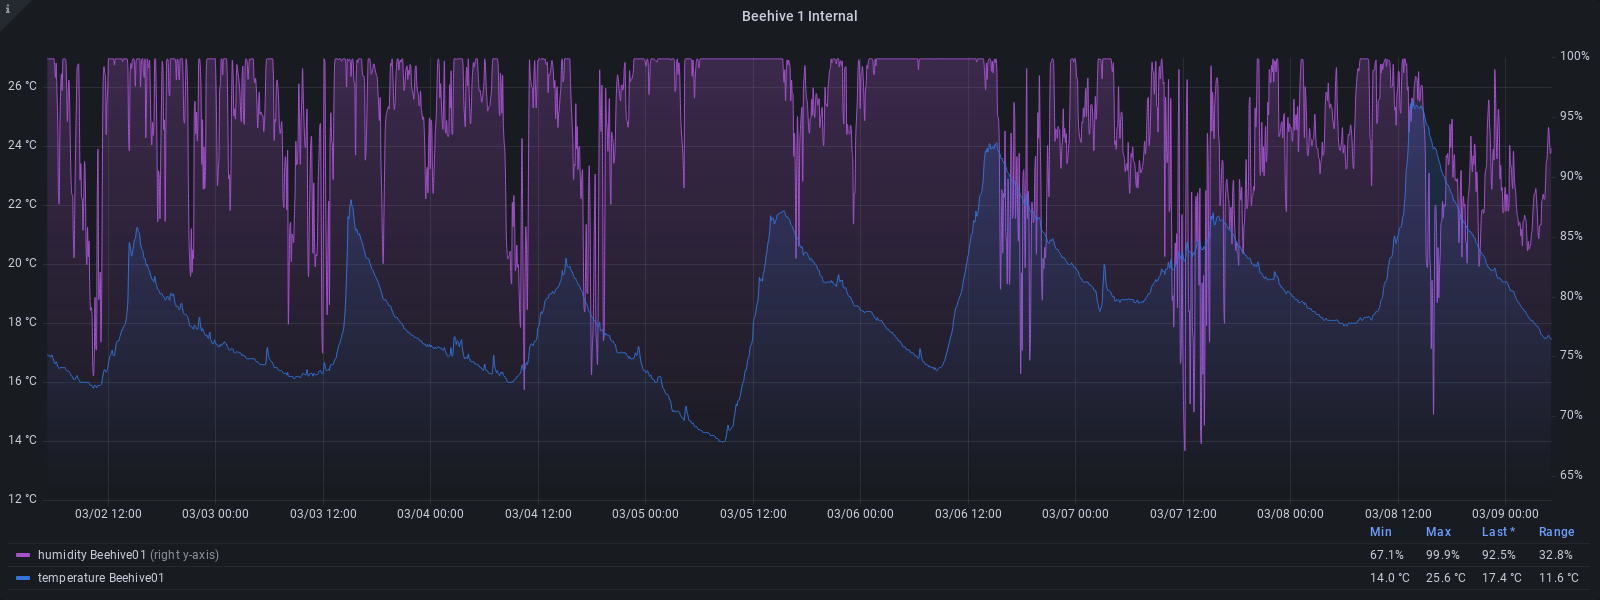 i
Beehive 1 Internal
26 °C
24 °C
22 °C
20 °C
18 °C
16 °C
14 °C
12 °C
100%
95%
90%
85%
80%
75%
70%
65%
03/02 12:00 03/03 00:00 03/03 12:00 03/04 00:00 03/04 12:00 03/05 00:00 03/05 12:00 03/06 00:00 03/06 12:00 03/07 00:00 03/07 12:00 03/08 00:00 03/08 12:00 03/09 00:00
Min Max Last * Range
humidity Beehive01 (right y-axis) 67.1% 99.9% 92.5% 32.8%
temperature Beehive01 14.0 °C 25.6 °C 17.4 °C 11.6 °C